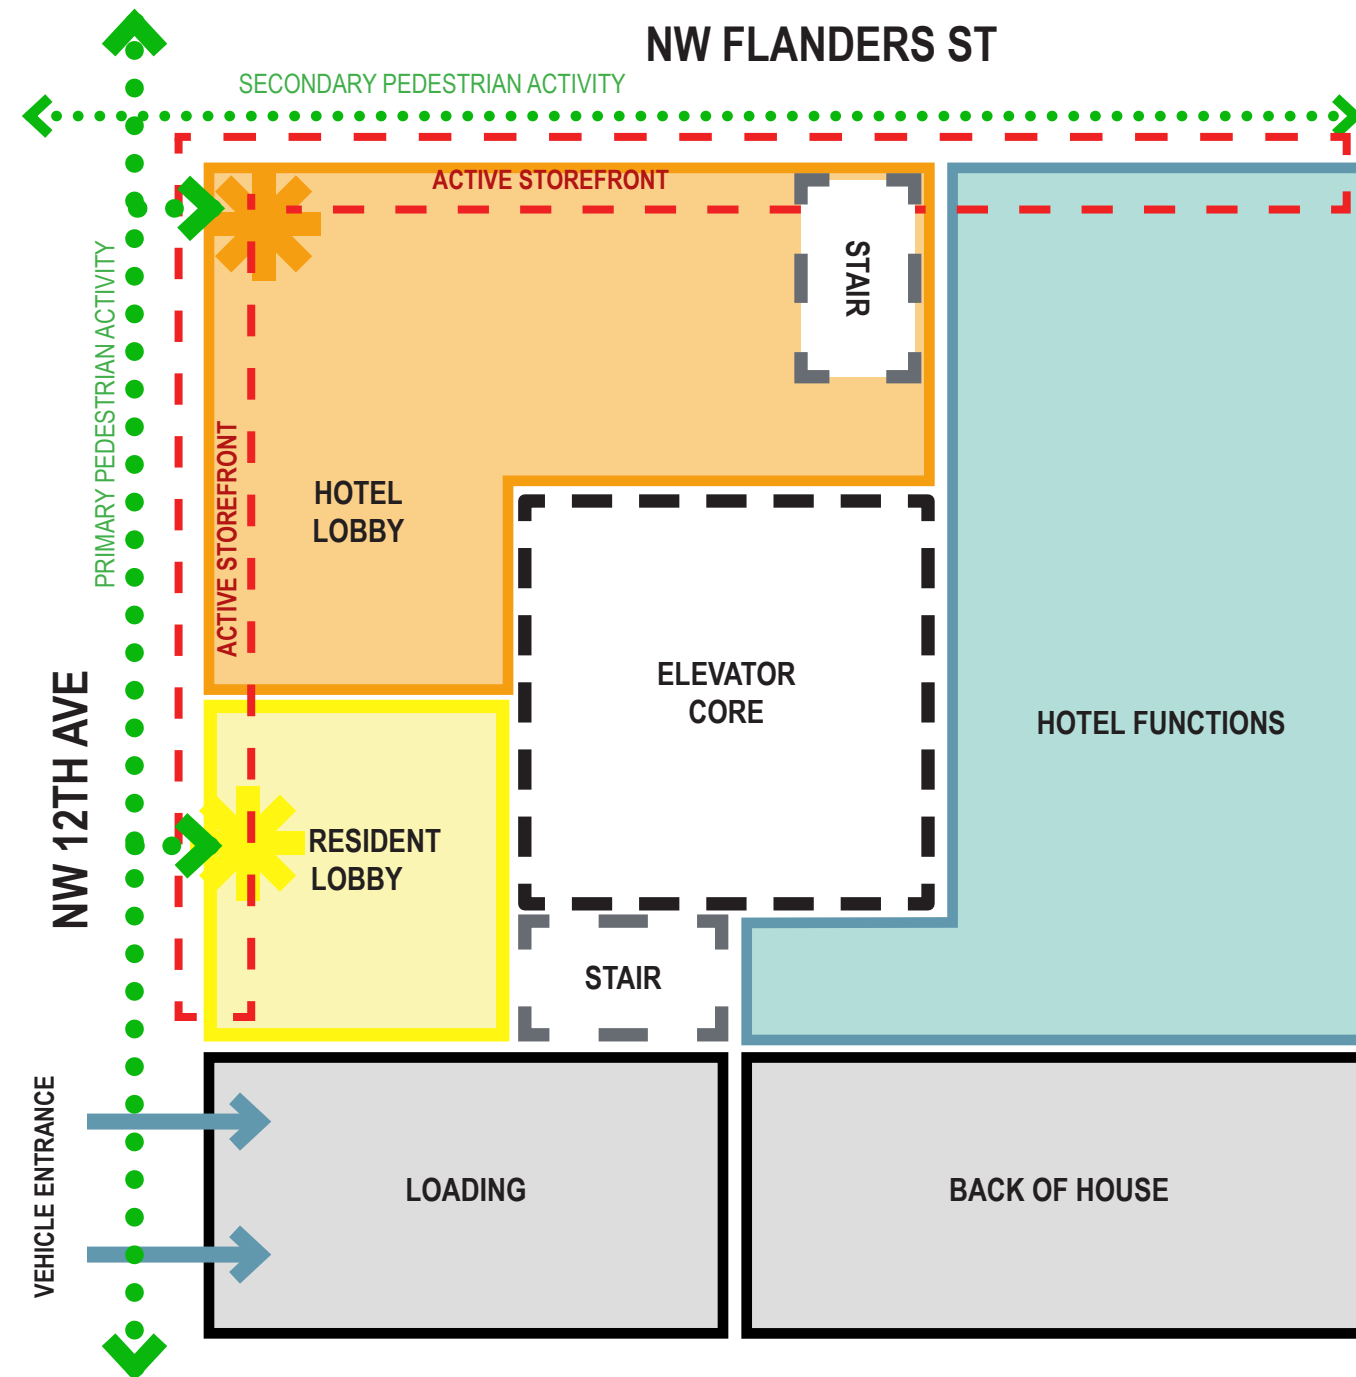 NW FLANDERS ST
SECONDARY PEDESTRIAN ACTIVITY
ACTIVE STOREFRONT
STAIR
PRIMARY PEDESTRIAN ACTIVITY
ACTIVE STOREFRONT
HOTEL
LOBBY
ELEVATOR
CORE
HOTEL FUNCTIONS
NW 12TH AVE
RESIDENT
LOBBY
STAIR
VEHICLE ENTRANCE
LOADING
BACK OF HOUSE